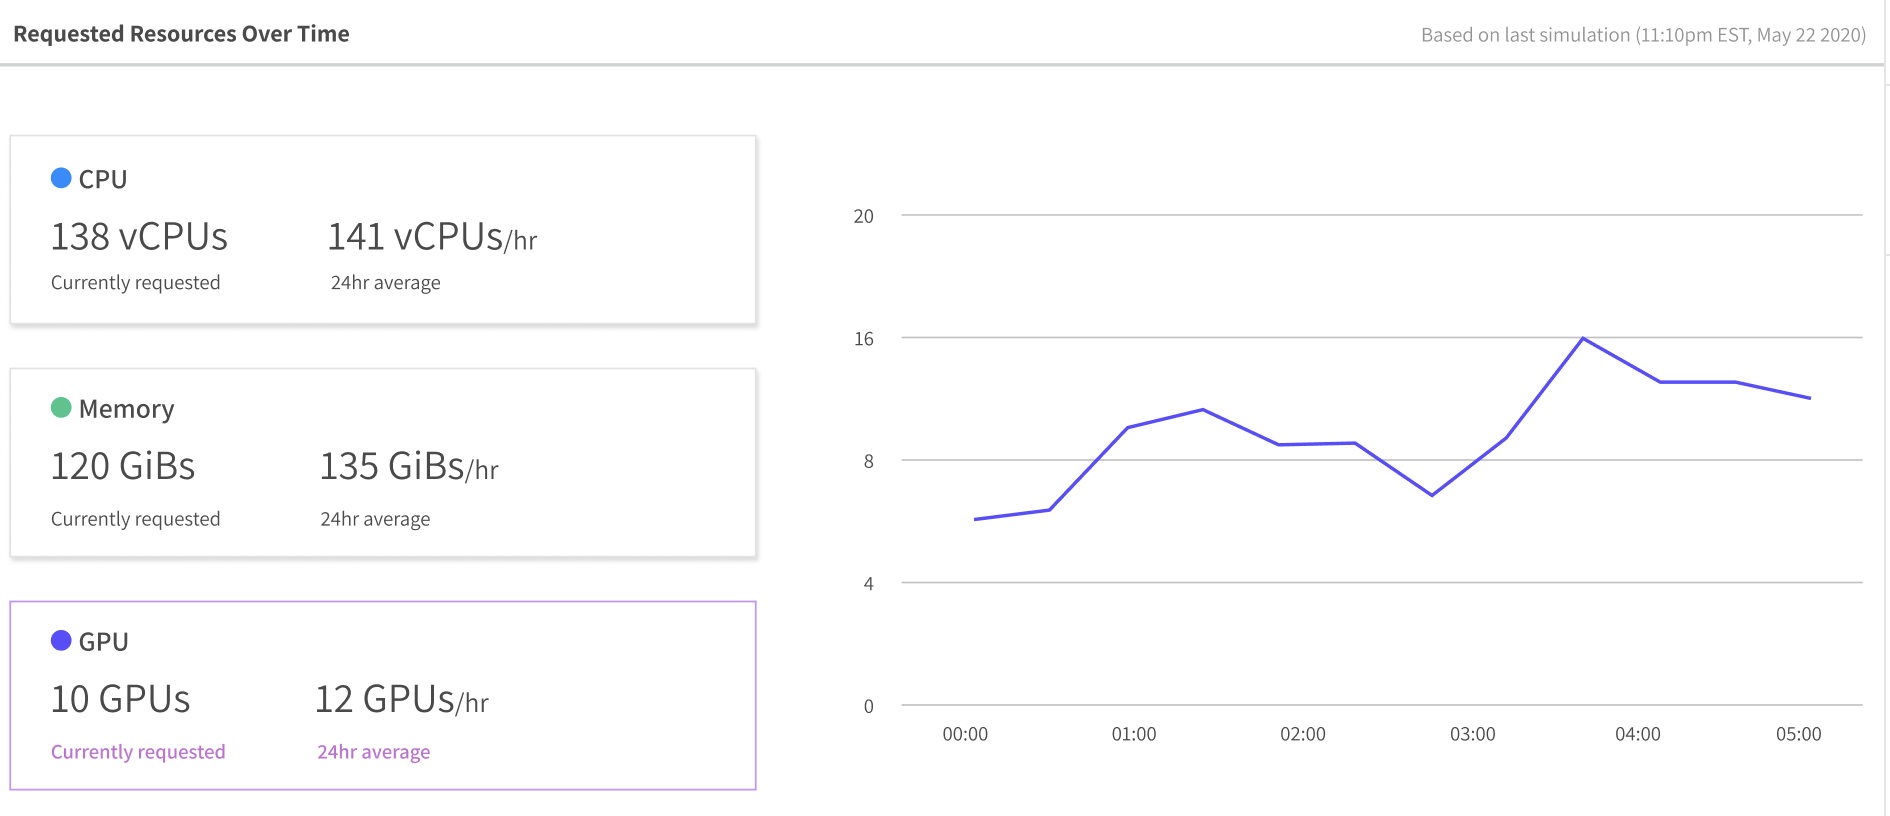 Requested Resources Over Time
Based on last simulation (11:10pm EST, May 22 2020)
CPU
138 vCPUs 141 vCPUs/hr
Currently requested 24hr average
Memory
120 GiBs 135 GiBs/hr
Currently requested 24hr average
GPU
10 GPUs 12 GPUs/hr
Currently requested 24hr average
20
16
8
4
0
00:00 01:00 02:00 03:00 04:00 05:00